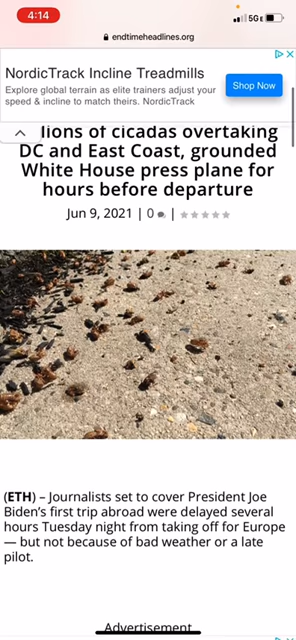 4:14
5GE
endtimeheadlines.org
NordicTrack Incline Treadmills
Explore global terrain as elite trainers adjust your
speed & incline to match theirs. NordicTrack
Shop Now
lions of cicadas overtaking
DC and East Coast, grounded
White House press plane for
hours before departure
Jun 9, 2021 | 0 |
(ETH) – Journalists set to cover President Joe
Biden's first trip abroad were delayed several
hours Tuesday night from taking off for Europe
— but not because of bad weather or a late
pilot.
Advertisement